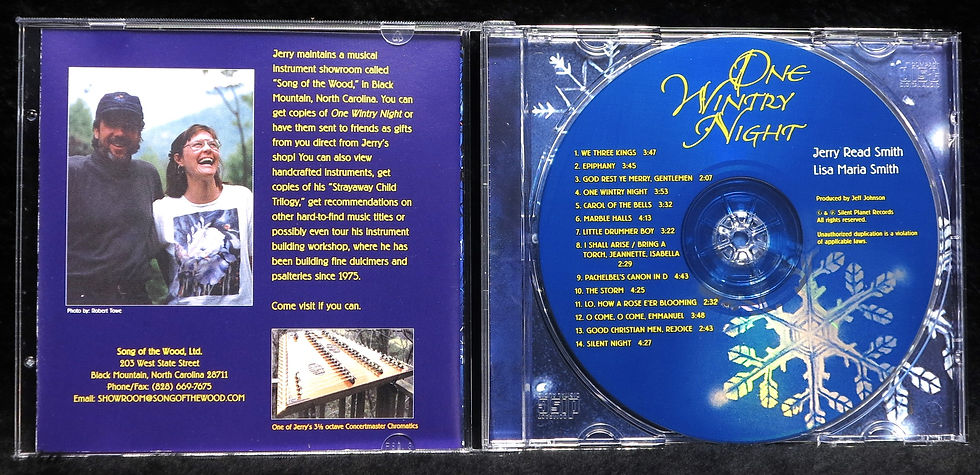 Jerry maintains a musical
instrument showroom called
"Song of the Wood," in Black
Mountain, North Carolina. You can
get copies of One Wintry Night or
have them sent to friends as gifts
from you direct from Jerry's
shop! You can also view
handcrafted instruments, get
copies of his "Strayaway Child
Trilogy," get recommendations on
other hard-to-find music titles or
possibly even tour his instrument
building workshop, where he has
been building fine dulcimers and
psalteries since 1975.
Come visit if you can.
Photo by: Robert Towe
Song of the Wood, Ltd.
203 West State Street
Black Mountain, North Carolina 28711
Phone/Fax: (828) 669-7675
Email: SHOWROOM@SONGOFTHEWOOD.COM
One of Jerry's 3⅛ octave Concertmaster Chromatics
ONE
WINTRY
NIGHT
1. WE THREE KINGS 3:47
2. EPIPHANY 3:45
3. GOD REST YE MERRY, GENTLEMEN 2:07
4. ONE WINTRY NIGHT 3:53
5. CAROL OF THE BELLS 3:32
6. MARBLE HALLS 4:13
7. LITTLE DRUMMER BOY 3:22
8. I SHALL ARISE / BRING A
TORCH, JEANNETTE, ISABELLA
2:29
9. PACHELBEL'S CANON IN D 4:43
10. THE STORM 4:25
11. LO, HOW A ROSE E'ER BLOOMING 2:32
12. O COME, O COME, EMMANUEL 3:48
13. GOOD CHRISTIAN MEN, REJOICE 2:43
14. SILENT NIGHT 4:27
Jerry Read Smith
Lisa Maria Smith
Produced by Jeff Johnson
© & ℗ Silent Planet Records
All rights reserved.
Unauthorized duplication is a violation
of applicable laws.